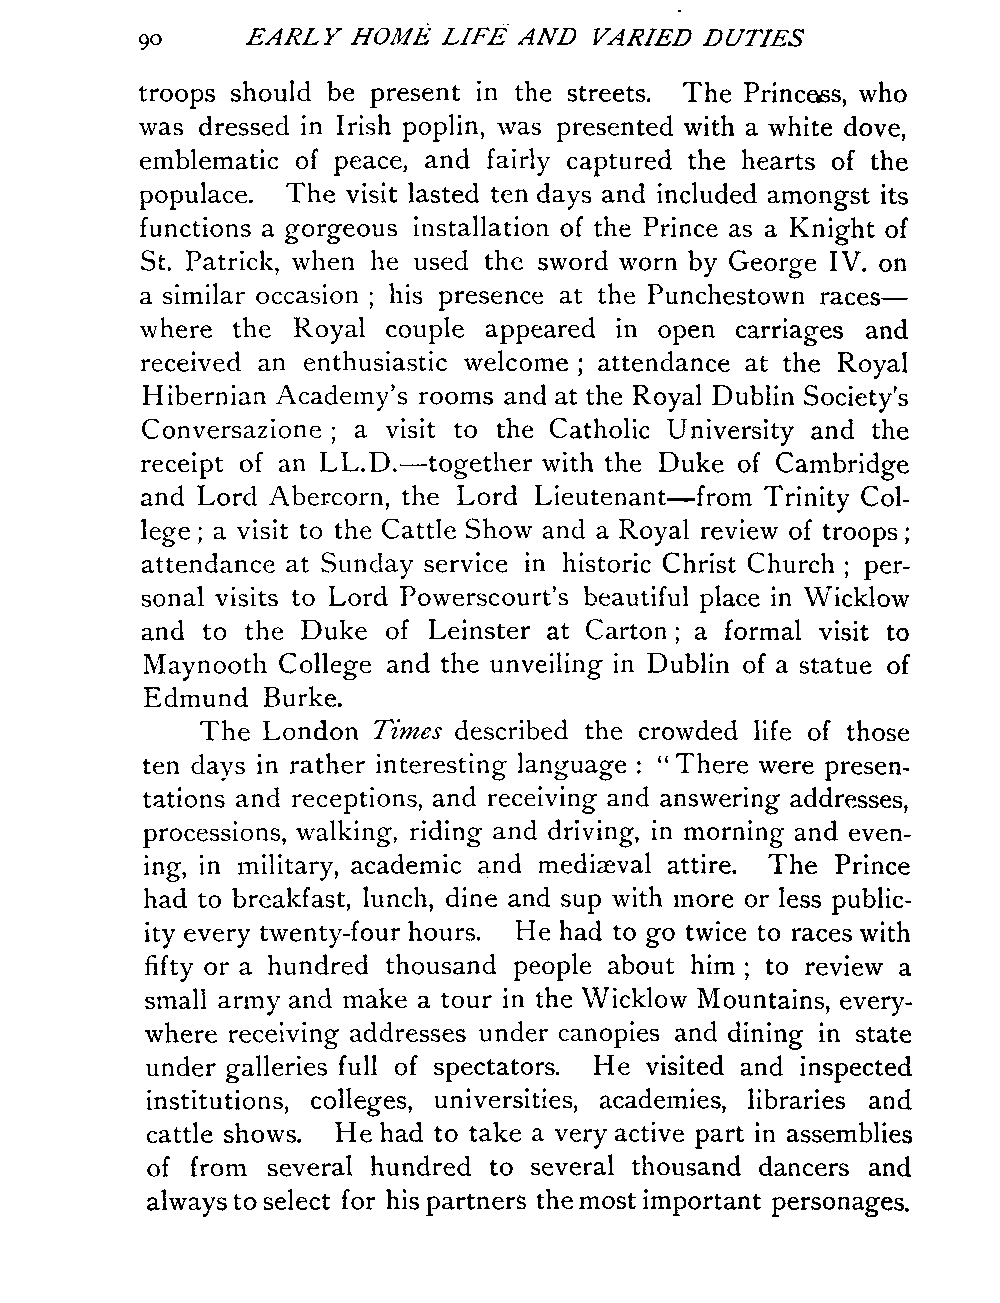 90 EARLY HOME LIFE AND VARIED DUTIES
troops should be present in the streets. The Princess, who
was dressed in Irish poplin, was presented with a white dove,
emblematic of peace, and fairly captured the hearts of the
populace. The visit lasted ten days and included amongst its
functions a gorgeous installation of the Prince as a Knight of
St. Patrick, when he used the sword worn by George IV. on
a similar occasion ; his presence at the Punchestown races—
where the Royal couple appeared in open carriages and
received an enthusiastic welcome ; attendance at the Royal
Hibernian Academy's rooms and at the Royal Dublin Society's
Conversazione ; a visit to the Catholic University and the
receipt of an LL.D.—together with the Duke of Cambridge
and Lord Abercorn, the Lord Lieutenant—from Trinity Col-
lege ; a visit to the Cattle Show and a Royal review of troops ;
attendance at Sunday service in historic Christ Church ; per-
sonal visits to Lord Powerscourt's beautiful place in Wicklow
and to the Duke of Leinster at Carton ; a formal visit to
Maynooth College and the unveiling in Dublin of a statue of
Edmund Burke.
The London Times described the crowded life of those
ten days in rather interesting language : " There were presen-
tations and receptions, and receiving and answering addresses,
processions, walking, riding and driving, in morning and even-
ing, in military, academic and mediæval attire. The Prince
had to breakfast, lunch, dine and sup with more or less public-
ity every twenty-four hours. He had to go twice to races with
fifty or a hundred thousand people about him ; to review a
small army and make a tour in the Wicklow Mountains, every-
where receiving addresses under canopies and dining in state
under galleries full of spectators. He visited and inspected
institutions, colleges, universities, academies, libraries and
cattle shows. He had to take a very active part in assemblies
of from several hundred to several thousand dancers and
always to select for his partners the most important personages.